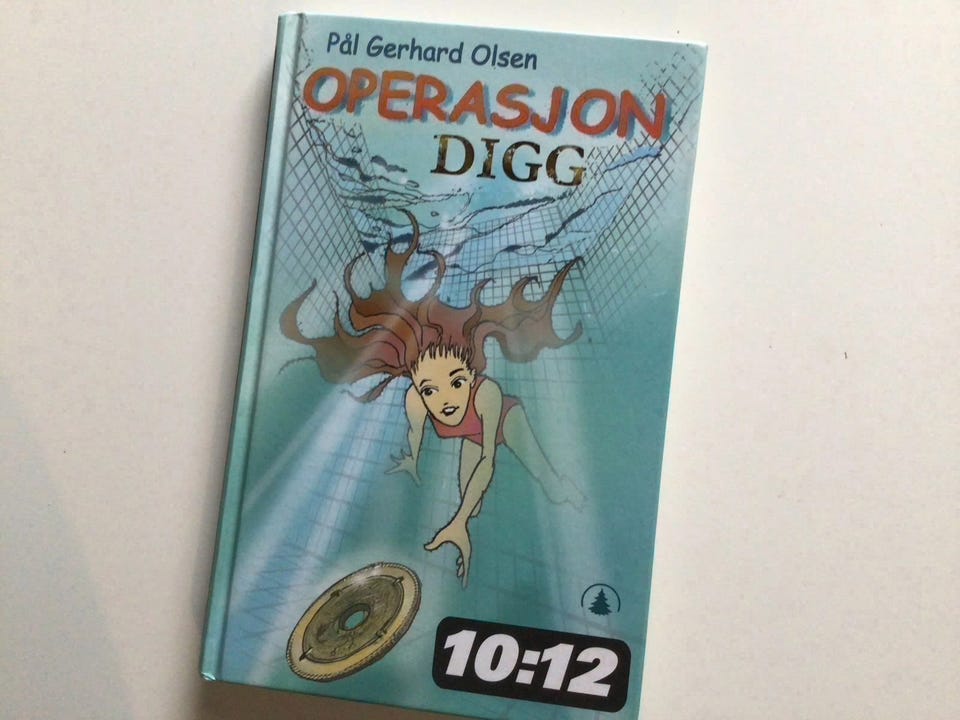 Pål Gerhard Olsen
OPERASJON
DIGG
10:12